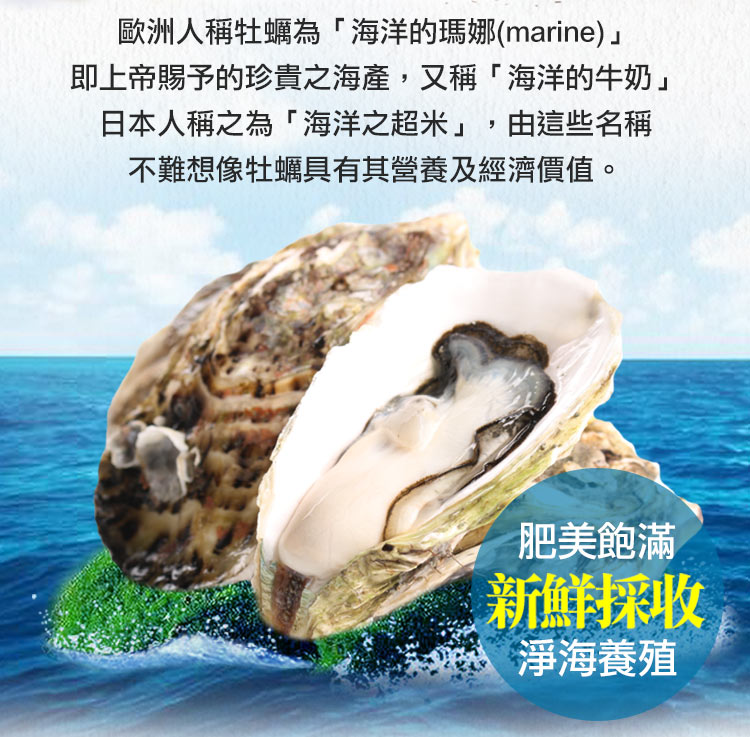 歐洲人稱牡蠣為「海洋的瑪娜(marine)」
即上帝賜予的珍貴之海產，又稱「海洋的牛奶」
日本人稱之為「海洋之超米」，由這些名稱
不難想像牡蠣具有其營養及經濟價值。
肥美飽滿
新鮮採收
淨海養殖